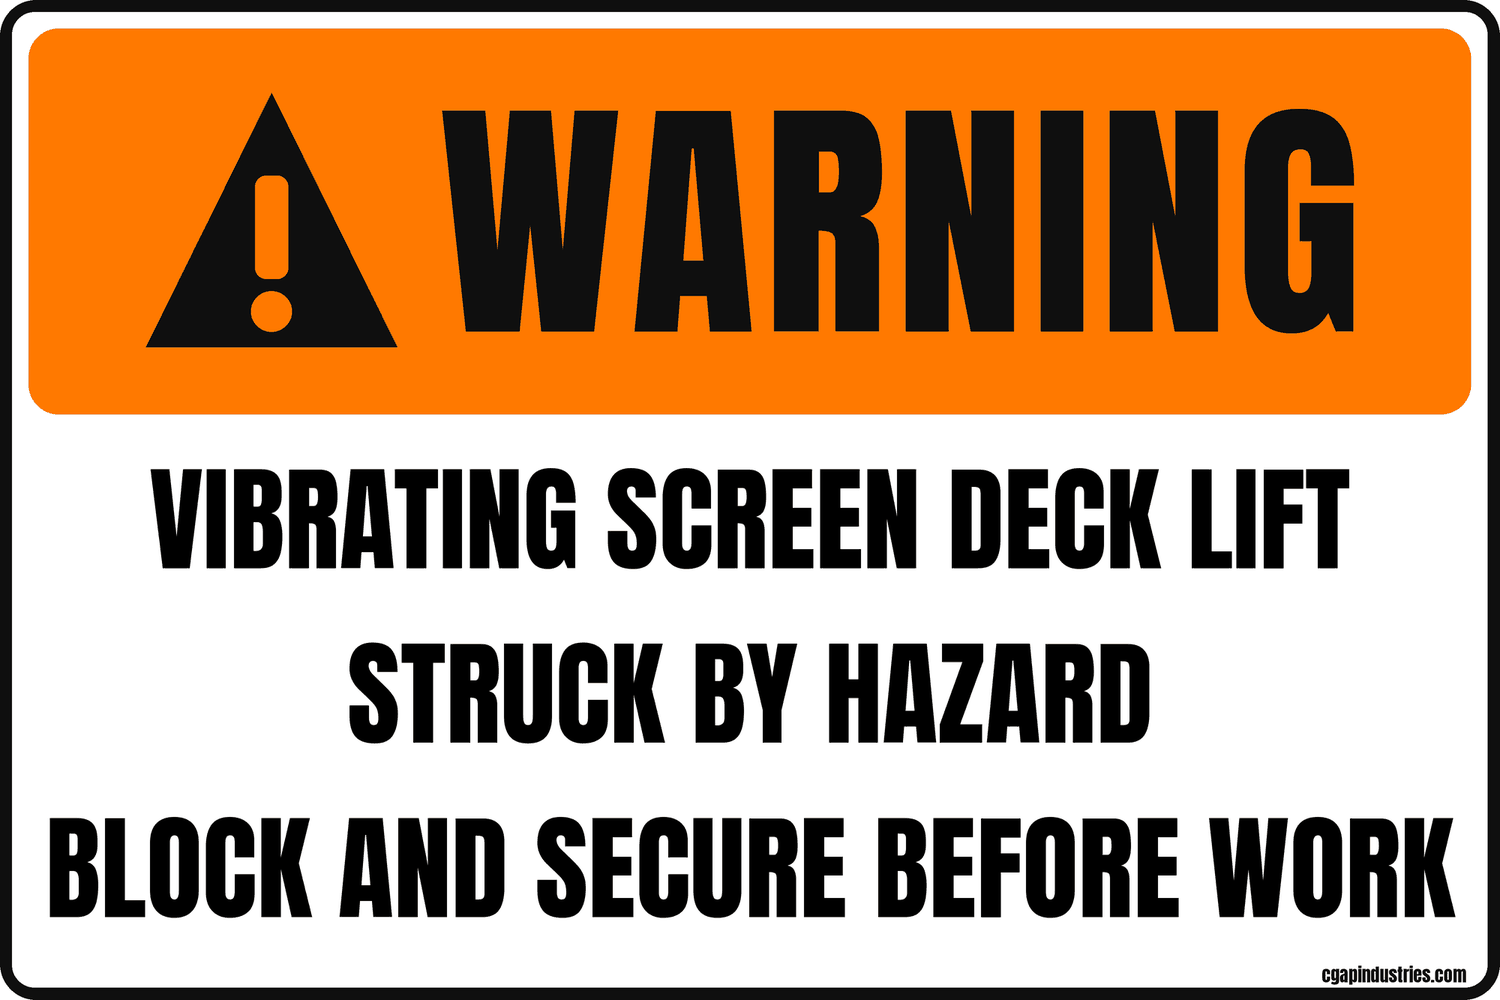 WARNING
VIBRATING SCREEN DECK LIFT
STRUCK BY HAZARD
BLOCK AND SECURE BEFORE WORK
cgapindustries.com